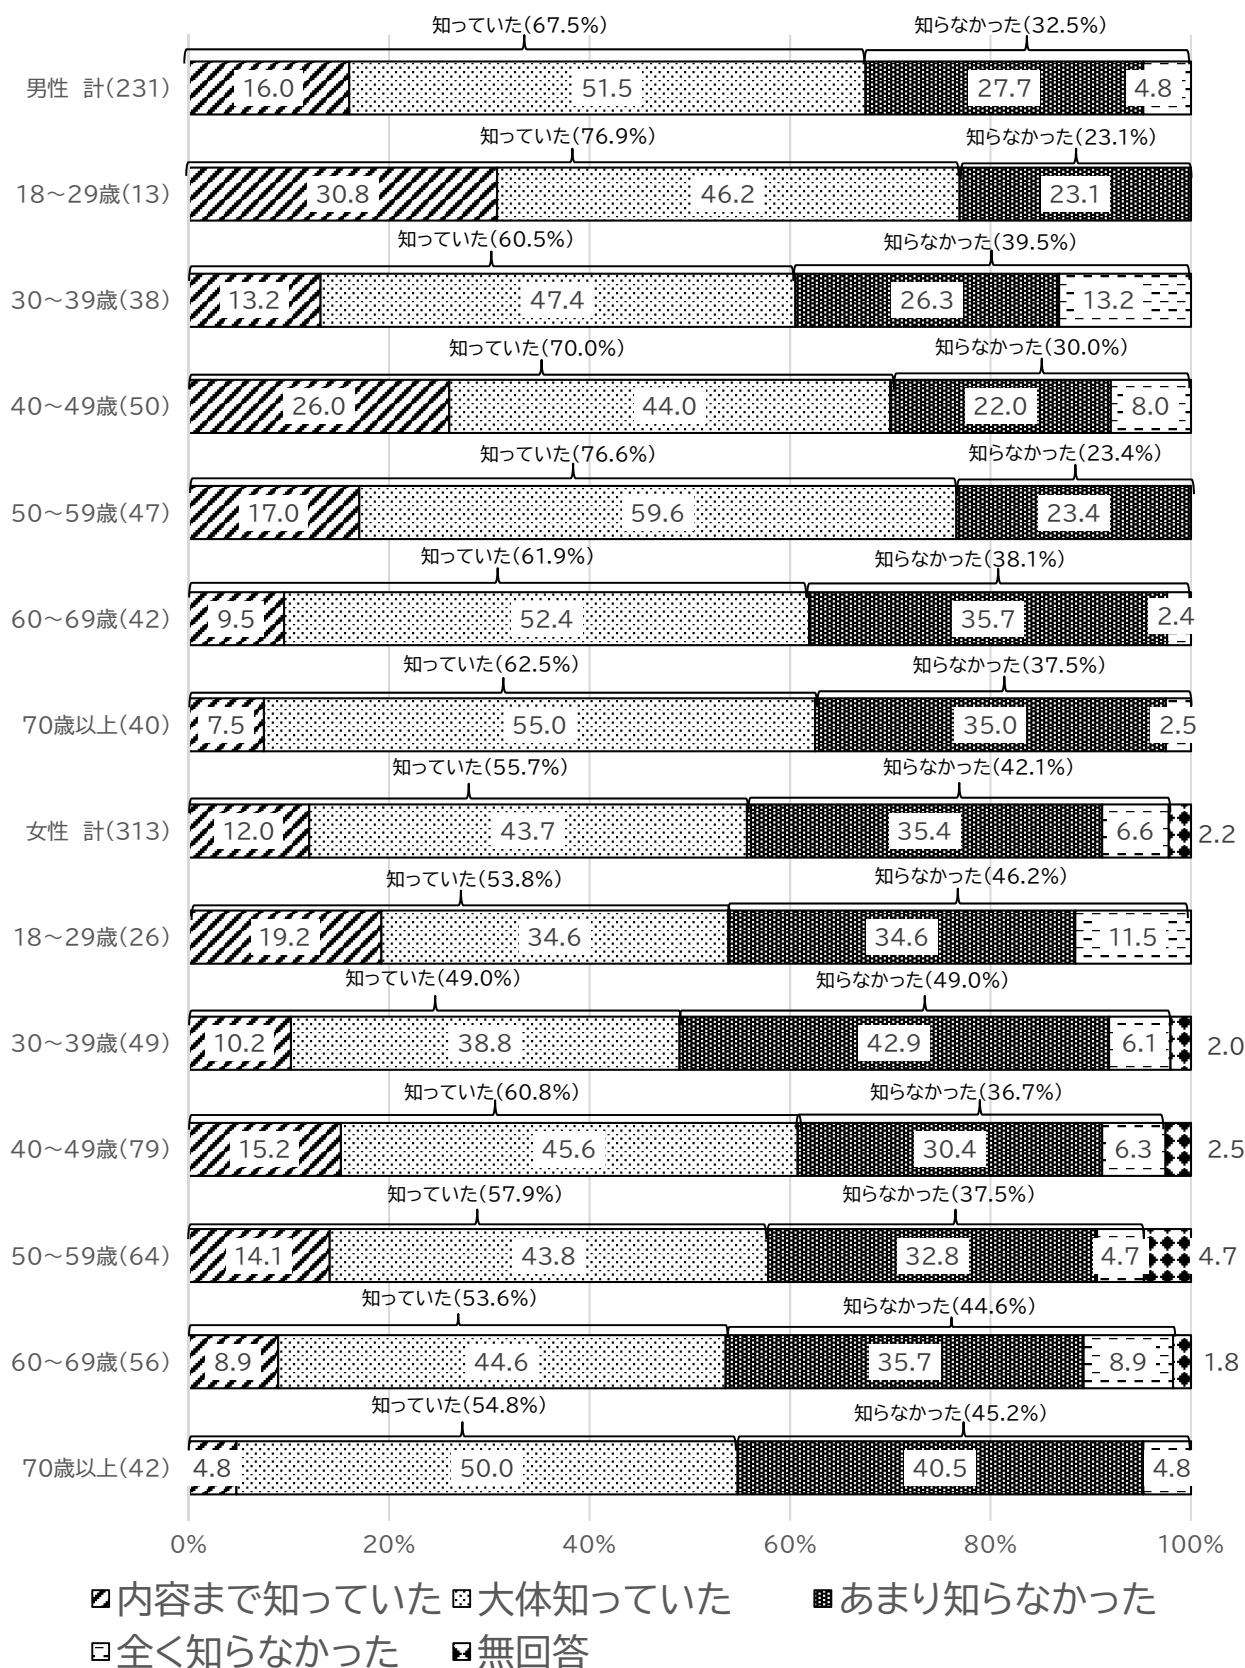 知っていた(67.5%) 知らなかった(32.5%)
男性 計(231) 16.0 51.5 27.7 4.8
知っていた(76.9%) 知らなかった(23.1%)
18～29歳(13) 30.8 46.2 23.1
知っていた(60.5%) 知らなかった(39.5%)
30～39歳(38) 13.2 47.4 26.3 13.2
知っていた(70.0%) 知らなかった(30.0%)
40～49歳(50) 26.0 44.0 22.0 8.0
知っていた(76.6%) 知らなかった(23.4%)
50～59歳(47) 17.0 59.6 23.4
知っていた(61.9%) 知らなかった(38.1%)
60～69歳(42) 9.5 52.4 35.7 2.4
知っていた(62.5%) 知らなかった(37.5%)
70歳以上(40) 7.5 55.0 35.0 2.5
知っていた(55.7%) 知らなかった(42.1%)
女性 計(313) 12.0 43.7 35.4 6.6 2.2
知っていた(53.8%) 知らなかった(46.2%)
18～29歳(26) 19.2 34.6 34.6 11.5
知っていた(49.0%) 知らなかった(49.0%)
30～39歳(49) 10.2 38.8 42.9 6.1 2.0
知っていた(60.8%) 知らなかった(36.7%)
40～49歳(79) 15.2 45.6 30.4 6.3 2.5
知っていた(57.9%) 知らなかった(37.5%)
50～59歳(64) 14.1 43.8 32.8 4.7 4.7
知っていた(53.6%) 知らなかった(44.6%)
60～69歳(56) 8.9 44.6 35.7 8.9 1.8
知っていた(54.8%) 知らなかった(45.2%)
70歳以上(42) 4.8 50.0 40.5 4.8
0% 20% 40% 60% 80% 100%
内容まで知っていた 大体知っていた あまり知らなかった
全く知らなかった 無回答